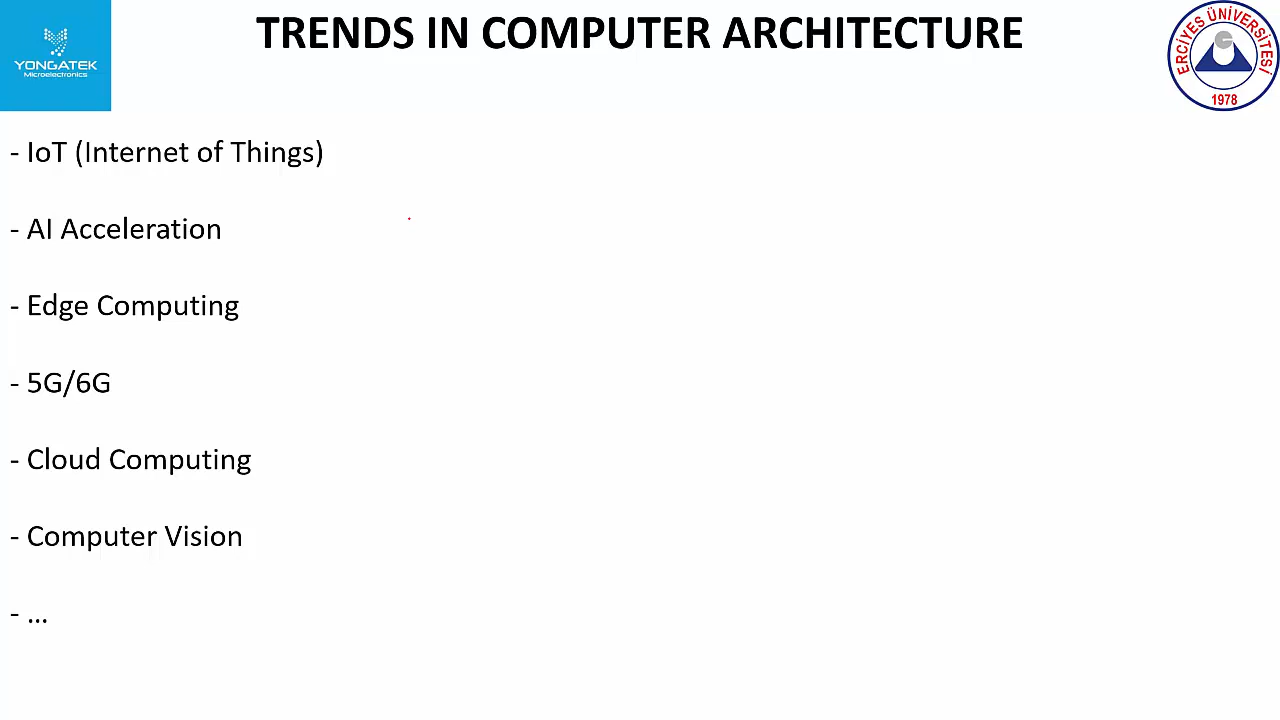 YONGATEK
Microelectronics
TRENDS IN COMPUTER ARCHITECTURE
ERCİYES ÜNİVERSİTESİ
1978
- IoT (Internet of Things)
- AI Acceleration
- Edge Computing
- 5G/6G
- Cloud Computing
- Computer Vision
- ...